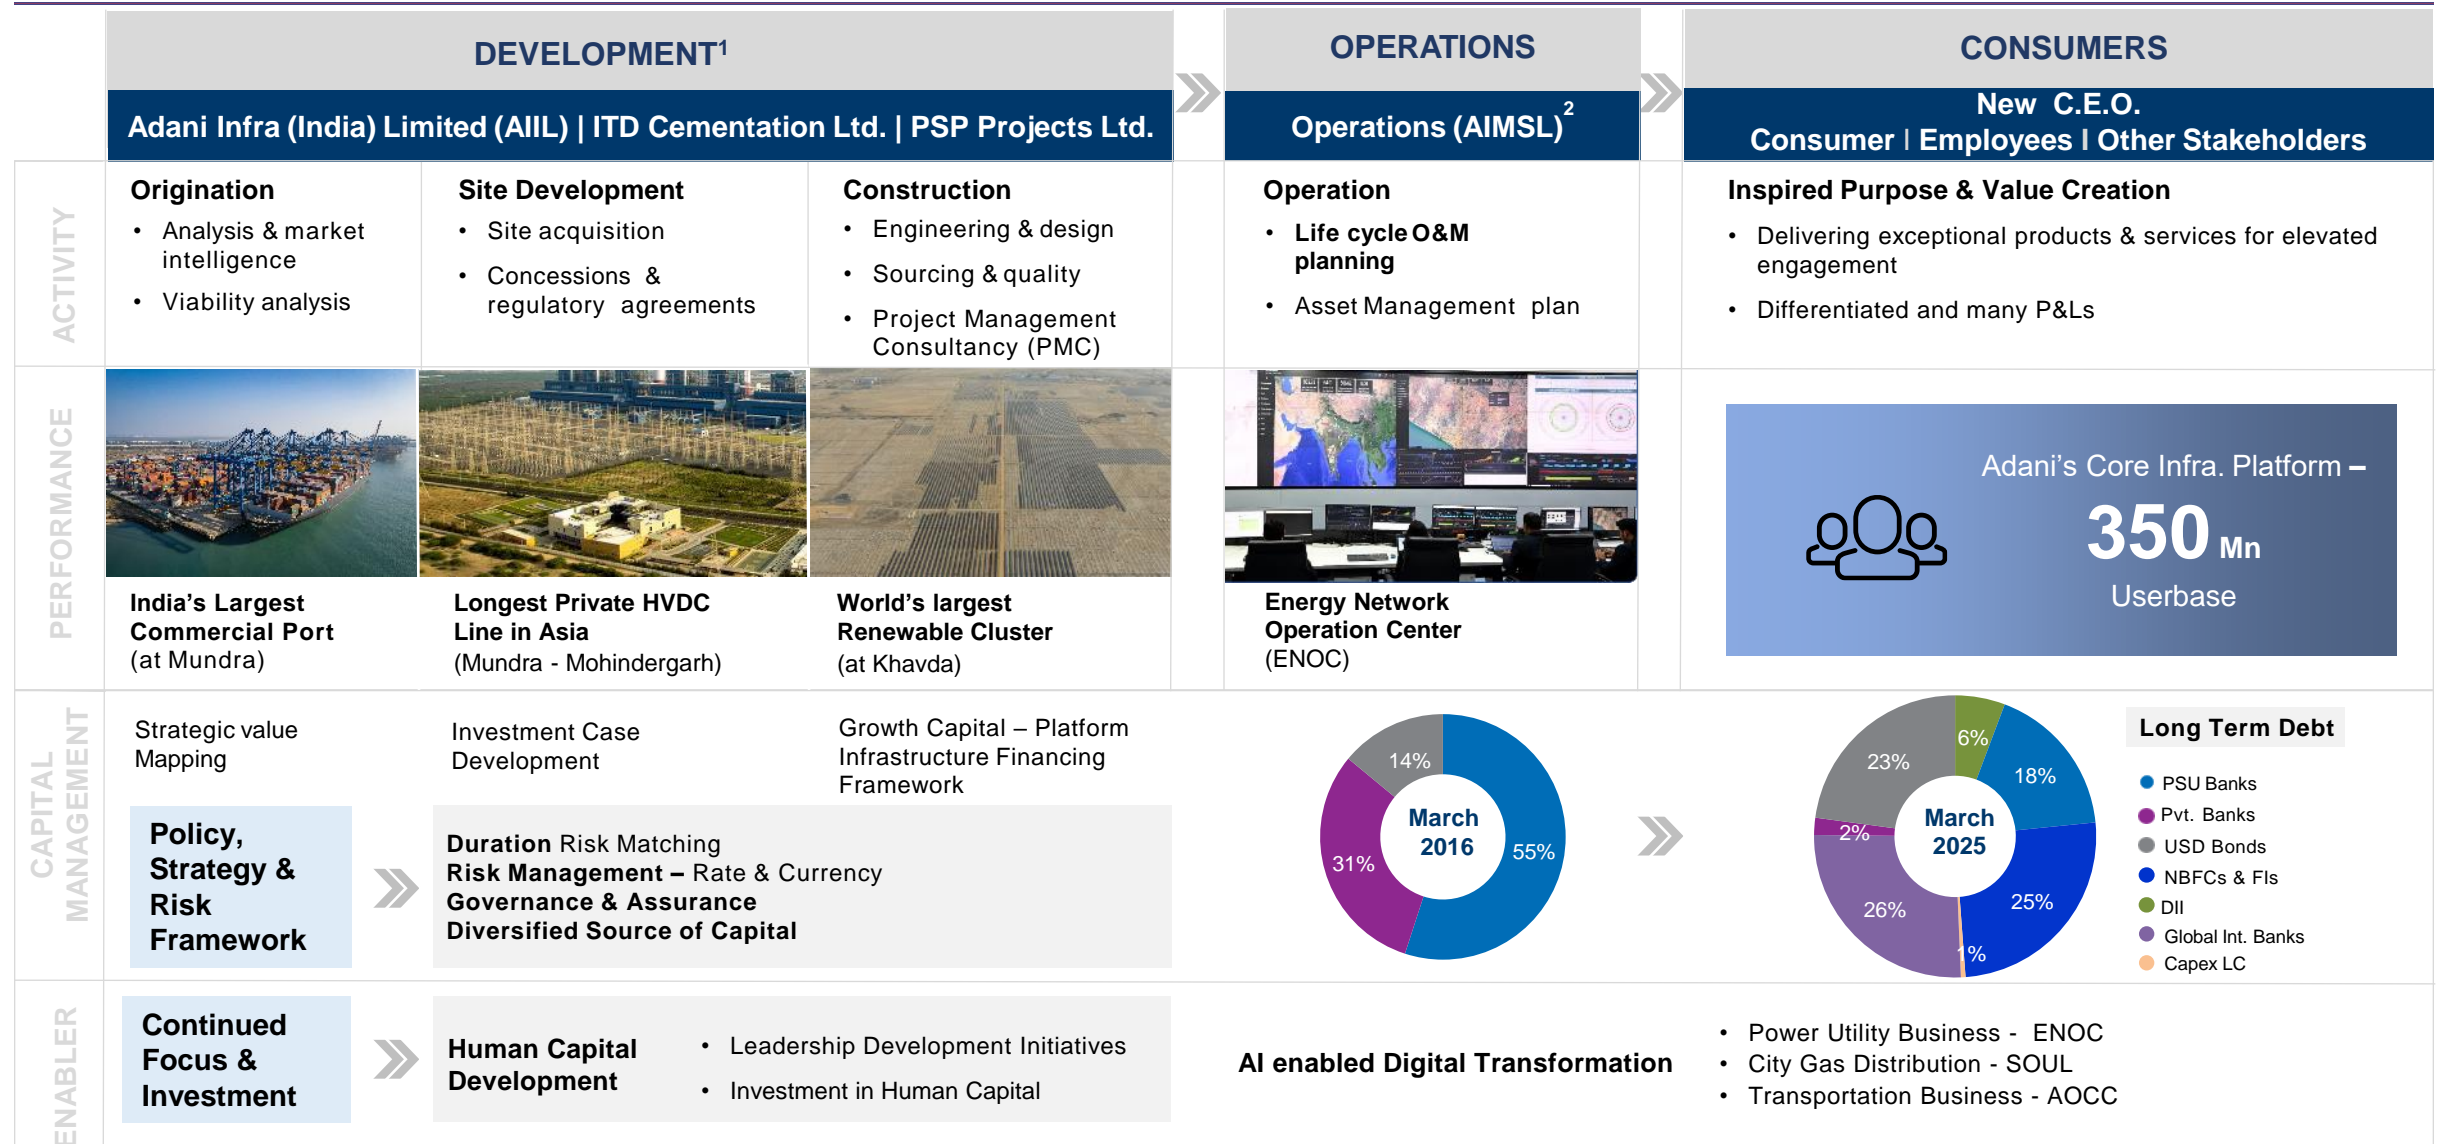 DEVELOPMENT1
OPERATIONS
CONSUMERS
Adani Infra (India) Limited (AIIL) | ITD Cementation Ltd. | PSP Projects Ltd.
Operations (AIMSL)2
New C.E.O.
Consumer l Employees l Other Stakeholders
ACTIVITY
Origination
• Analysis & market
intelligence
• Viability analysis
Site Development
• Site acquisition
• Concessions &
regulatory agreements
Construction
• Engineering & design
• Sourcing & quality
• Project Management
Consultancy (PMC)
Operation
• Life cycle O&M
planning
• Asset Management plan
Inspired Purpose & Value Creation
• Delivering exceptional products & services for elevated
engagement
• Differentiated and many P&Ls
PERFORMANCE
India's Largest
Commercial Port
(at Mundra)
Longest Private HVDC
Line in Asia
(Mundra - Mohindergarh)
World's largest
Renewable Cluster
(at Khavda)
Energy Network
Operation Center
(ENOC)
Adani's Core Infra. Platform –
350 Mn
Userbase
CAPITAL
MANAGEMENT
Strategic value
Mapping
Investment Case
Development
Growth Capital – Platform
Infrastructure Financing
Framework
Policy,
Strategy &
Risk
Framework
Duration Risk Matching
Risk Management – Rate & Currency
Governance & Assurance
Diversified Source of Capital
14%
31%
55%
March
2016
6%
18%
23%
2%
26%
25%
1%
March
2025
Long Term Debt
PSU Banks
Pvt. Banks
USD Bonds
NBFCs & FIs
DII
Global Int. Banks
Capex LC
ENABLER
Continued
Focus &
Investment
Human Capital
Development
• Leadership Development Initiatives
• Investment in Human Capital
AI enabled Digital Transformation
• Power Utility Business - ENOC
• City Gas Distribution - SOUL
• Transportation Business - AOCC